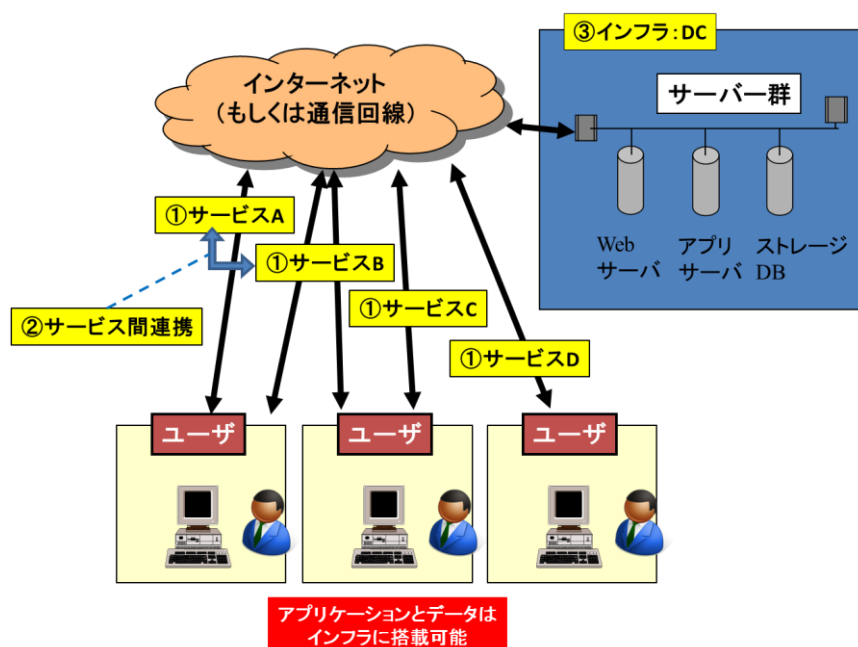 ③インフラ:DC
インターネット
(もしくは通信回線)
サーバー群
Web
サーバ
アプリ
サーバ
ストレージ
DB
①サービスA
①サービスB
②サービス間連携
①サービスC
①サービスD
ユーザ
ユーザ
ユーザ
アプリケーションとデータは
インフラに搭載可能